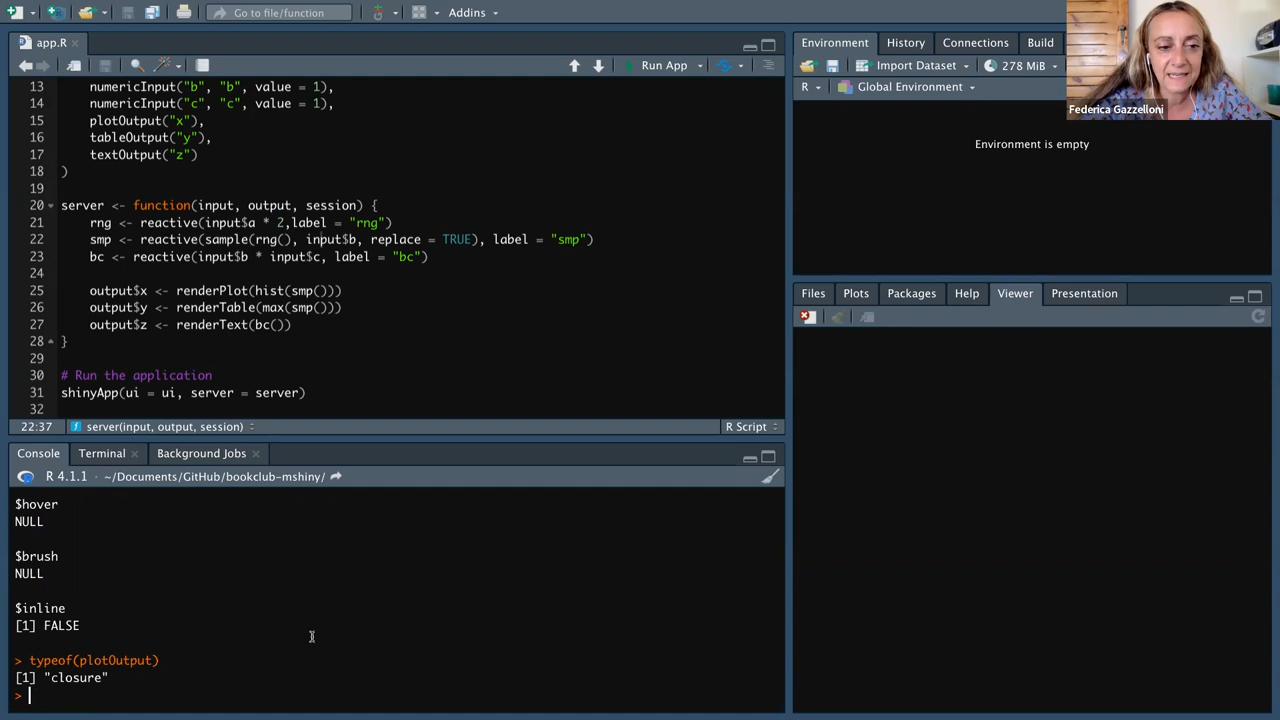 Go to file/function
Addins
app.R
Run App
13 numericInput("b", "b", value = 1),
14 numericInput("c", "c", value = 1),
15 plotOutput("x"),
16 tableOutput("y"),
17 textOutput("z")
18 )
19
20 server <- function(input, output, session) {
21 rng <- reactive(input$a * 2,label = "rng")
22 smp <- reactive(sample(rng(), input$b, replace = TRUE), label = "smp")
23 bc <- reactive(input$b * input$c, label = "bc")
24
25 output$x <- renderPlot(hist(smp()))
26 output$y <- renderTable(max(smp()))
27 output$z <- renderText(bc())
28 }
29
30 # Run the application
31 shinyApp(ui = ui, server = server)
32
22:37 server(input, output, session) R Script
Console Terminal Background Jobs
R 4.1.1 · ~/Documents/GitHub/bookclub-mshiny/
$hover
NULL
$brush
NULL
$inline
[1] FALSE
> typeof(plotOutput)
[1] "closure"
>
Environment History Connections Build
Import Dataset 278 MiB
R Global Environment
Environment is empty
Files Plots Packages Help Viewer Presentation
Federica Gazzelloni